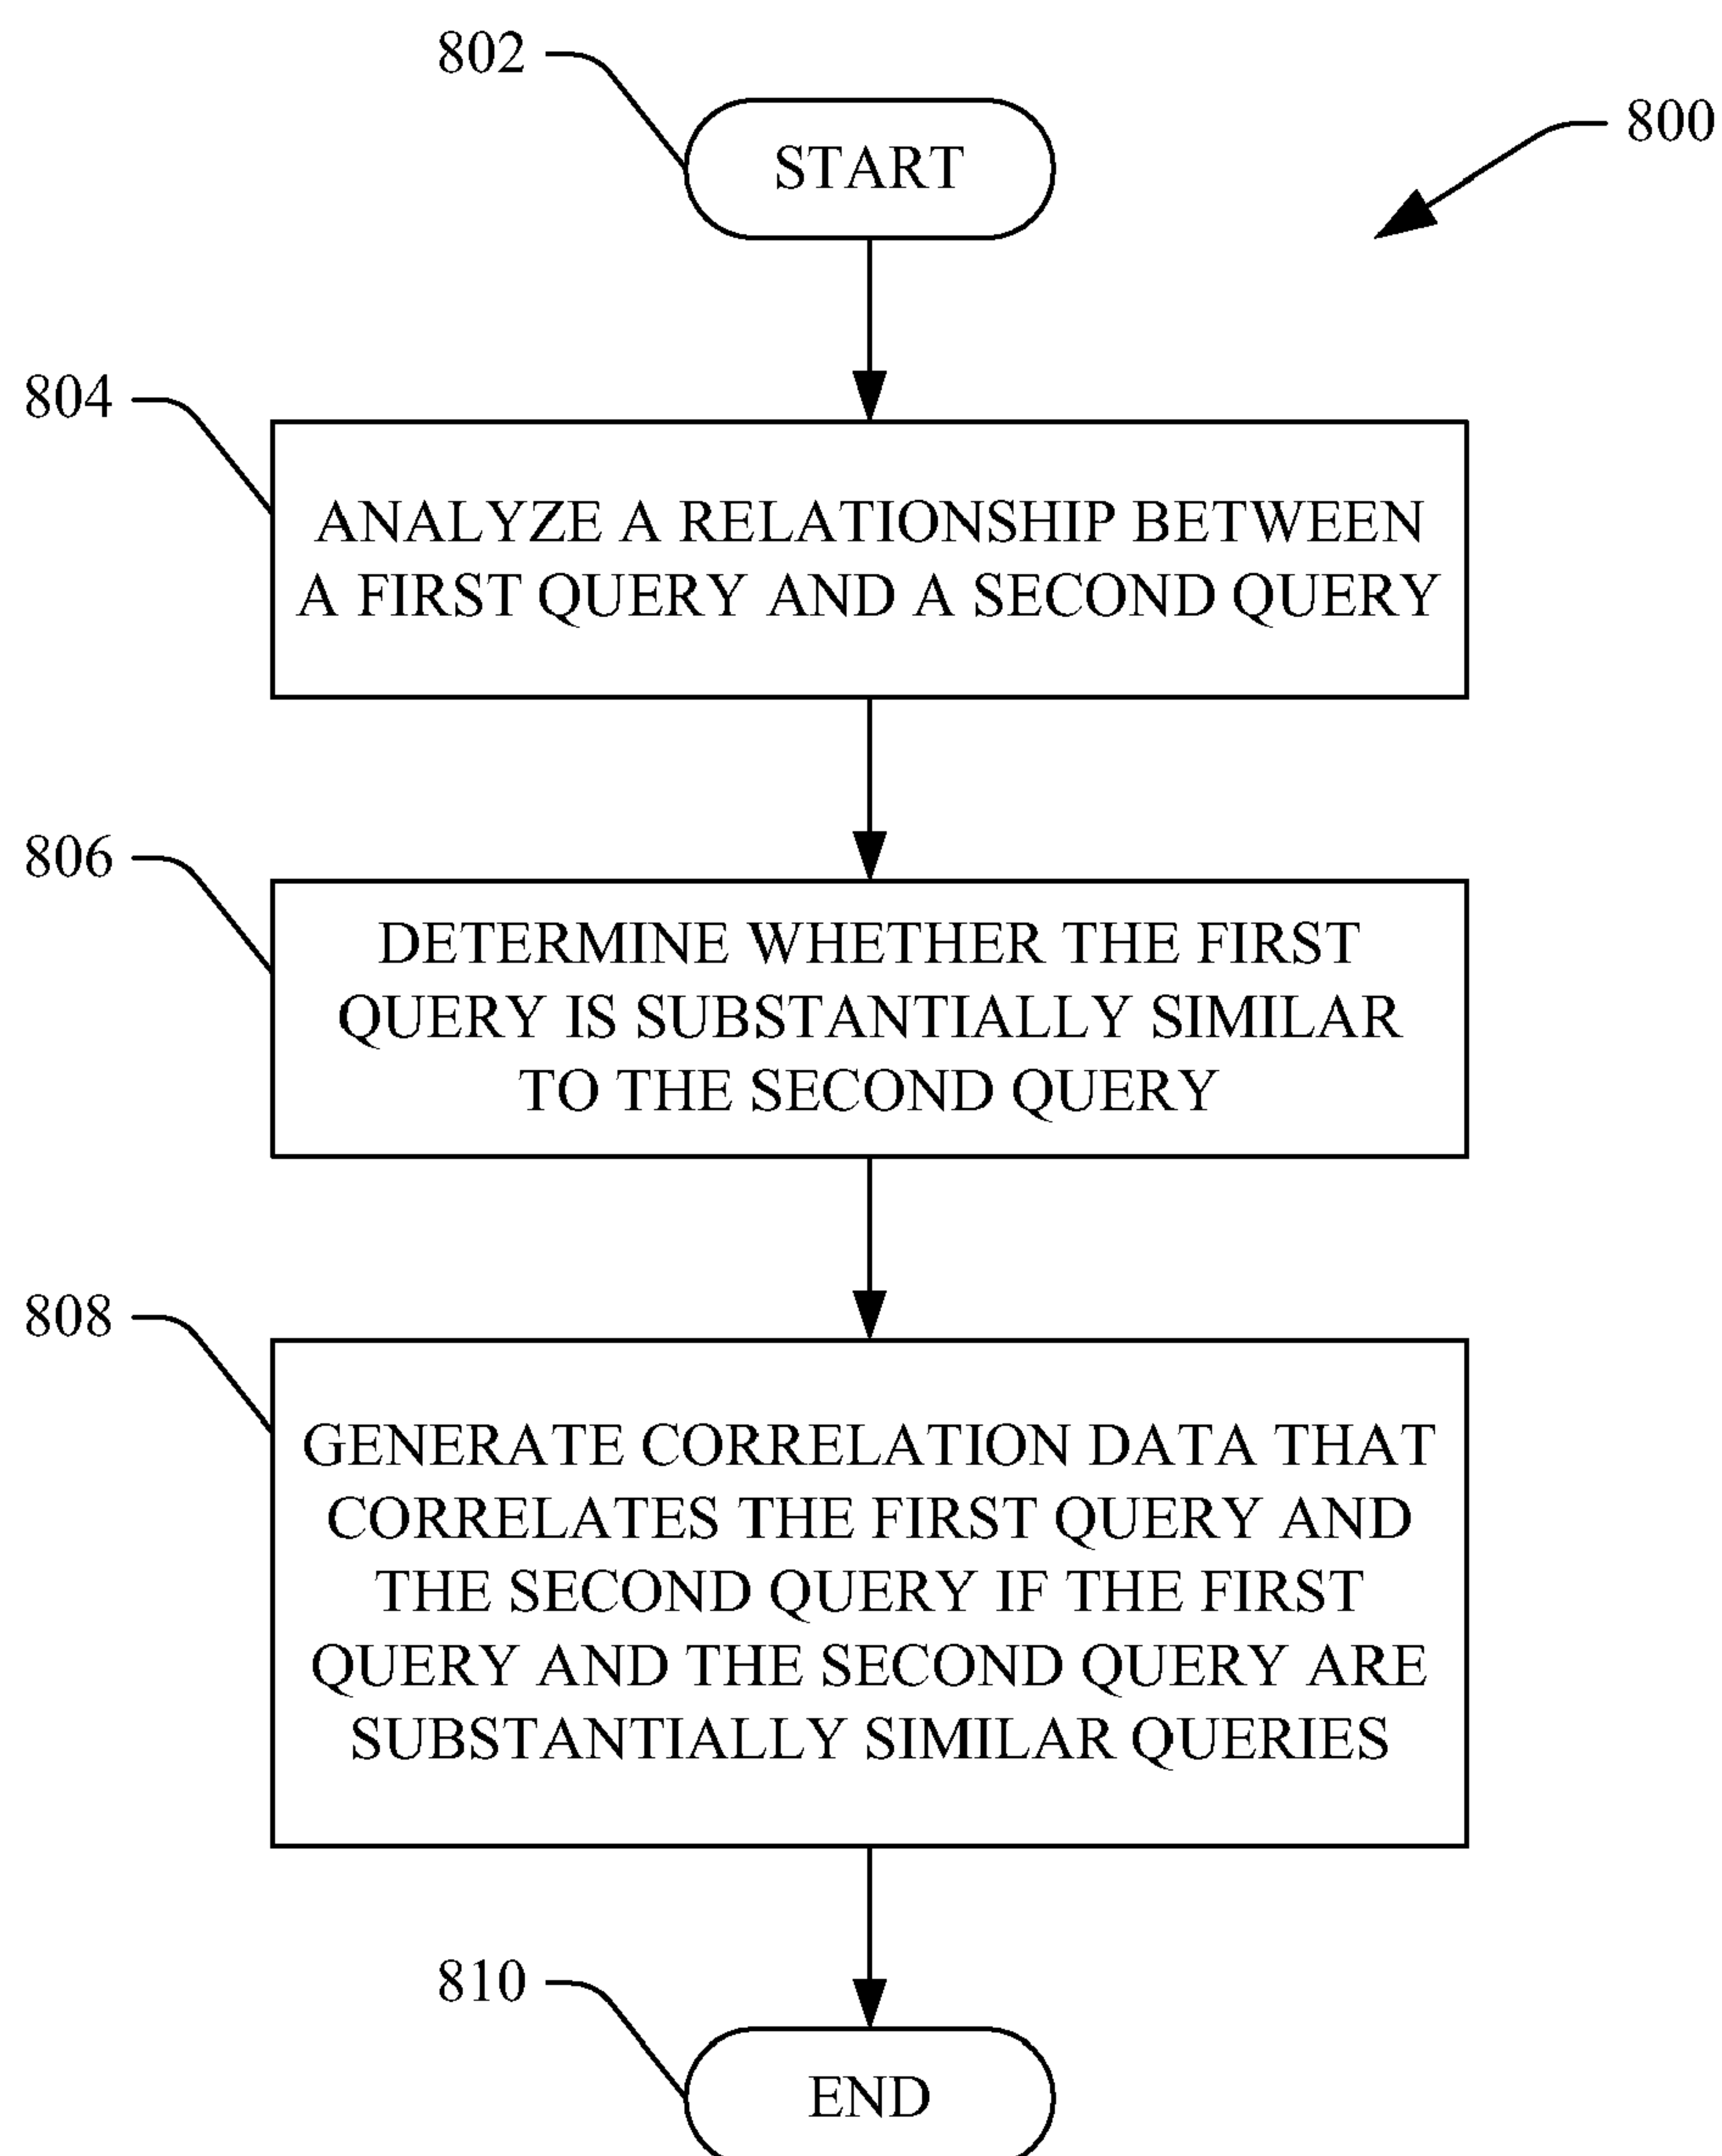 802
START
800
804
ANALYZE A RELATIONSHIP BETWEEN
A FIRST QUERY AND A SECOND QUERY
806
DETERMINE WHETHER THE FIRST
QUERY IS SUBSTANTIALLY SIMILAR
TO THE SECOND QUERY
808
GENERATE CORRELATION DATA THAT
CORRELATES THE FIRST QUERY AND
THE SECOND QUERY IF THE FIRST
QUERY AND THE SECOND QUERY ARE
SUBSTANTIALLY SIMILAR QUERIES
810
END